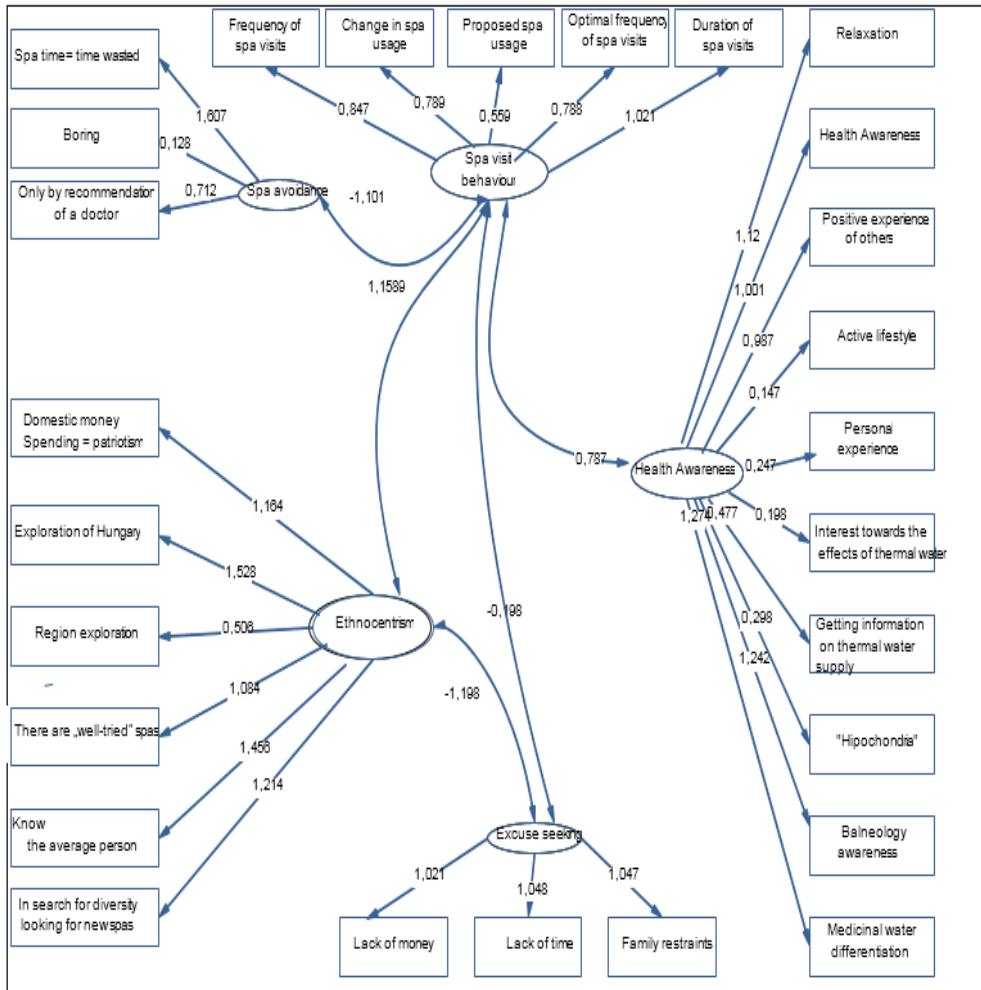 Frequency of
spa visits
Change in spa
usage
Proposed spa
usage
Optimal frequency
of spa visits
Duration of
spa visits
Relaxation
Spa time= time wasted
0,847
0,789
0,559
0,788
1,021
1,607
Boring
0,128
Health Awareness
Spa visit
behaviour
Only by recommendation
of a doctor
0,712
Spa avoidance
-1,101
Positive experience
of others
1,12
1,001
0,987
1,1589
Active lifestyle
0,147
Domestic money
Spending = patriotism
Personal
experience
0,787
Health Awareness
0,247
1,164
1,274
0,477
0,198
Interest towards the
effects of thermal water
Exploration of Hungary
1,528
-0,198
0,298
1,242
Region exploration
0,506
Ethnocentrism
Getting information
on thermal water
supply
1,084
-1,198
There are „well-tried" spas
1,456
"Hipochondria"
1,214
Know
the average person
Excuse seeking
Balneology
awareness
1,021
1,048
1,047
In search for diversity
looking for newspas
Lack of money
Lack of time
Family restraints
Medicinal water
differentiation